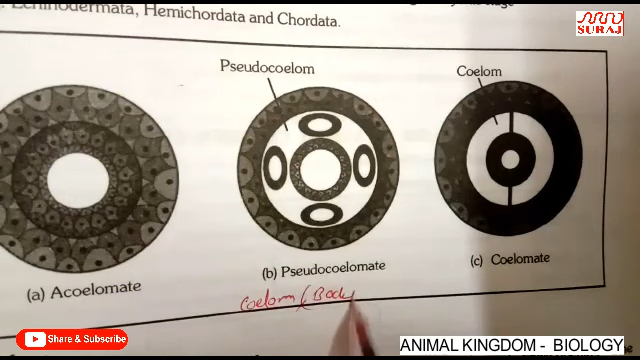 Echinodermata, Hemichordata and Chordata.
SURAJ
Pseudocoelom
Coelom
(a) Acoelomate
(b) Pseudocoelomate
(c) Coelomate
Coelom (Body
Share & Subscribe
ANIMAL KINGDOM - BIOLOGY